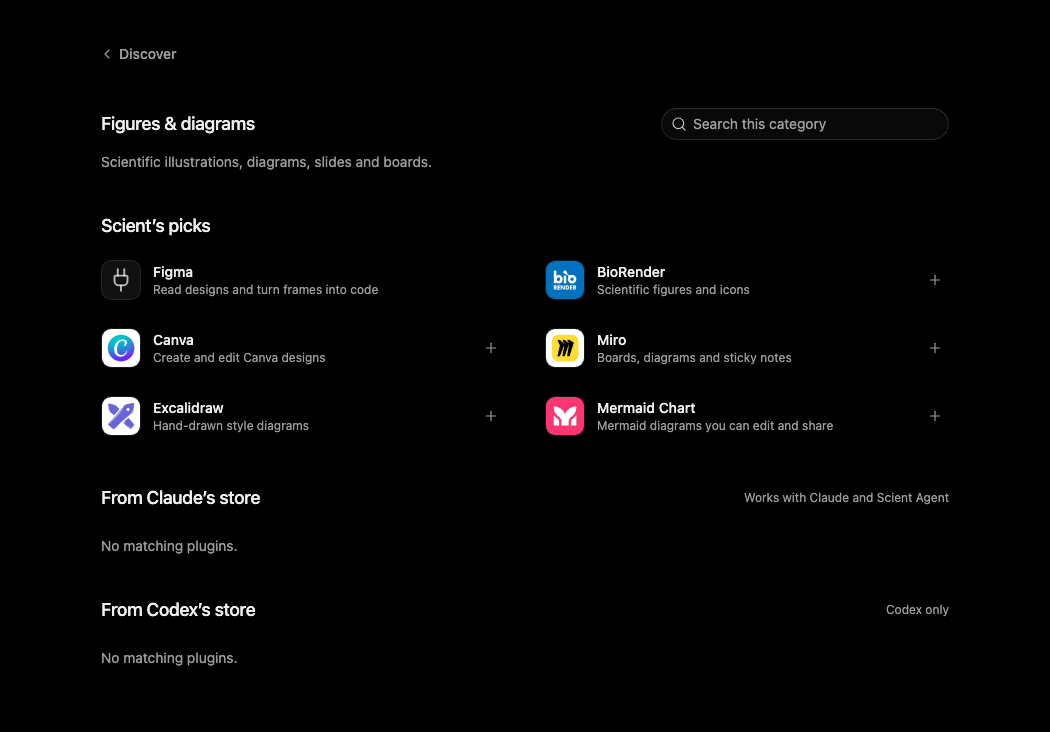 Discover
Figures & diagrams
Search this category
Scientific illustrations, diagrams, slides and boards.
Scient's picks
Figma
Read designs and turn frames into code
bio
RENDER
BioRender
Scientific figures and icons
Canva
Create and edit Canva designs
Miro
Boards, diagrams and sticky notes
Excalidraw
Hand-drawn style diagrams
Mermaid Chart
Mermaid diagrams you can edit and share
From Claude's store
Works with Claude and Scient Agent
No matching plugins.
From Codex's store
Codex only
No matching plugins.